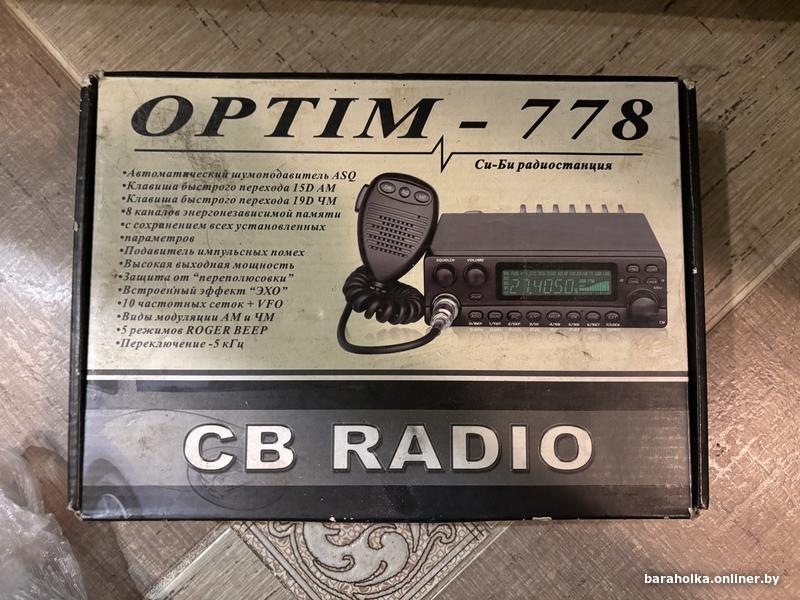 OPTIM - 778
Си-Би радиостанция
•Автоматический шумоподавитель ASQ
•Клавиша быстрого перехода 15D АМ
•Клавиша быстрого перехода 19D ЧМ
•8 каналов энергонезависимой памяти
•с сохранением всех установленных
•параметров
•Подавитель импульсных помех
•Высокая выходная мощность
•Защита от “переполюсовки”
•Встроенный эффект “ЭХО”
•10 частотных сеток + VFO
•Виды модуляции АМ и ЧМ
•5 режимов ROGER BEEP
•Переключение -5 кГц
SQUELCH VOLUME
27.4050
CB RADIO
baraholka.onliner.by